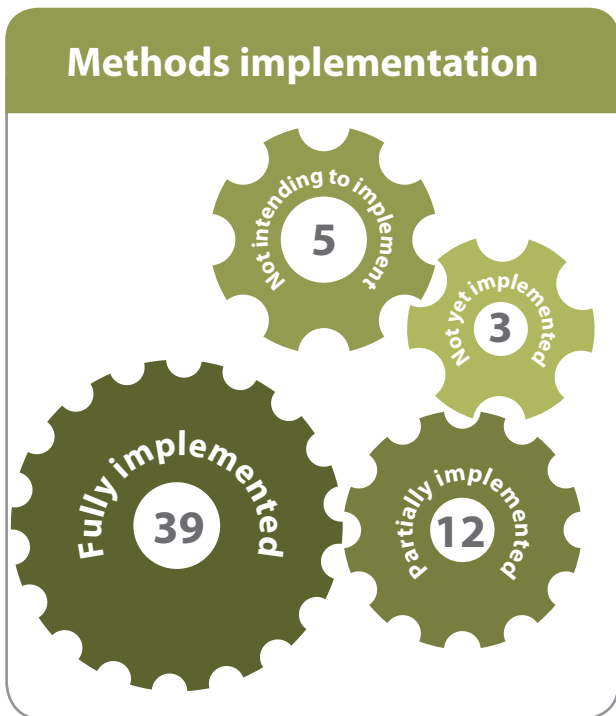 Methods implementation
Not intending to implement
5
Not yet implemented
3
Fully implemented
39
Partially implemented
12